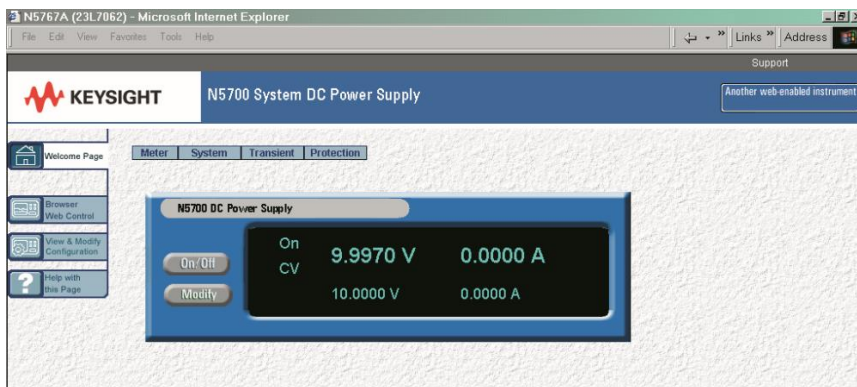 N5767A (23L7062) - Microsoft Internet Explorer
File Edit View Favorites Tools Help
» Links » Address
Support
KEYSIGHT
N5700 System DC Power Supply
Another web-enabled instrument
Welcome Page
Meter System Transient Protection
Browser
Web Control
View & Modify
Configuration
Help with
this Page
N5700 DC Power Supply
On/Off
Modify
On
CV
9.9970 V 0.0000 A
10.0000 V 0.0000 A